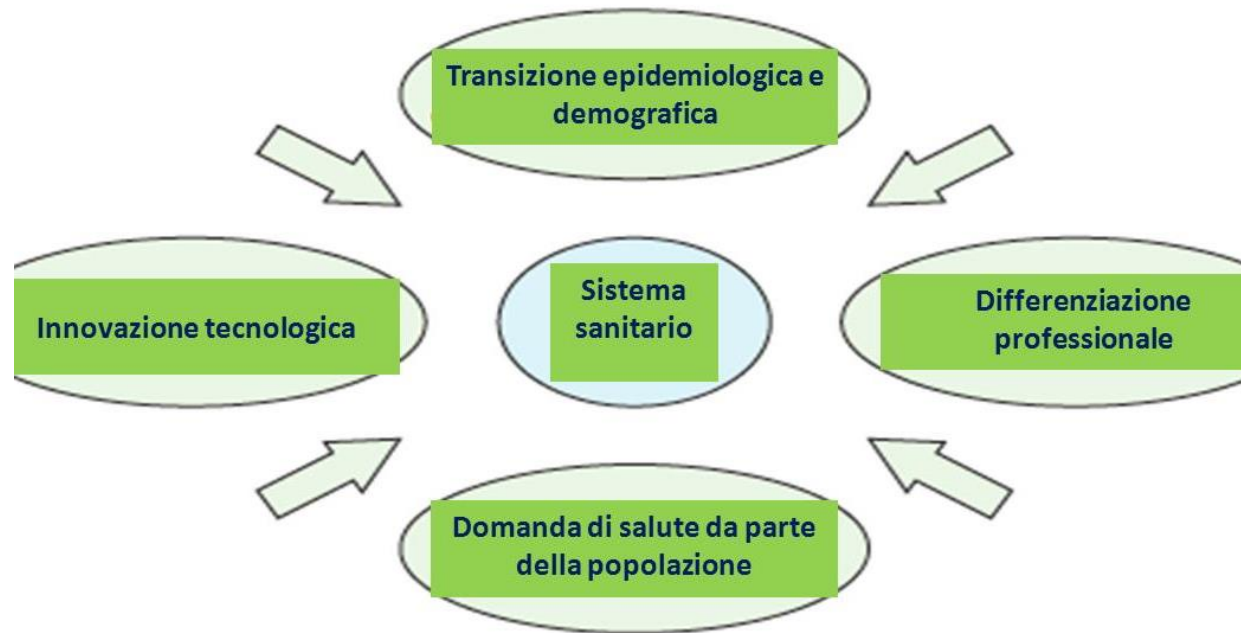 Transizione epidemiologica e
demografica
Innovazione tecnologica
Sistema
sanitario
Differenziazione
professionale
Domanda di salute da parte
della popolazione